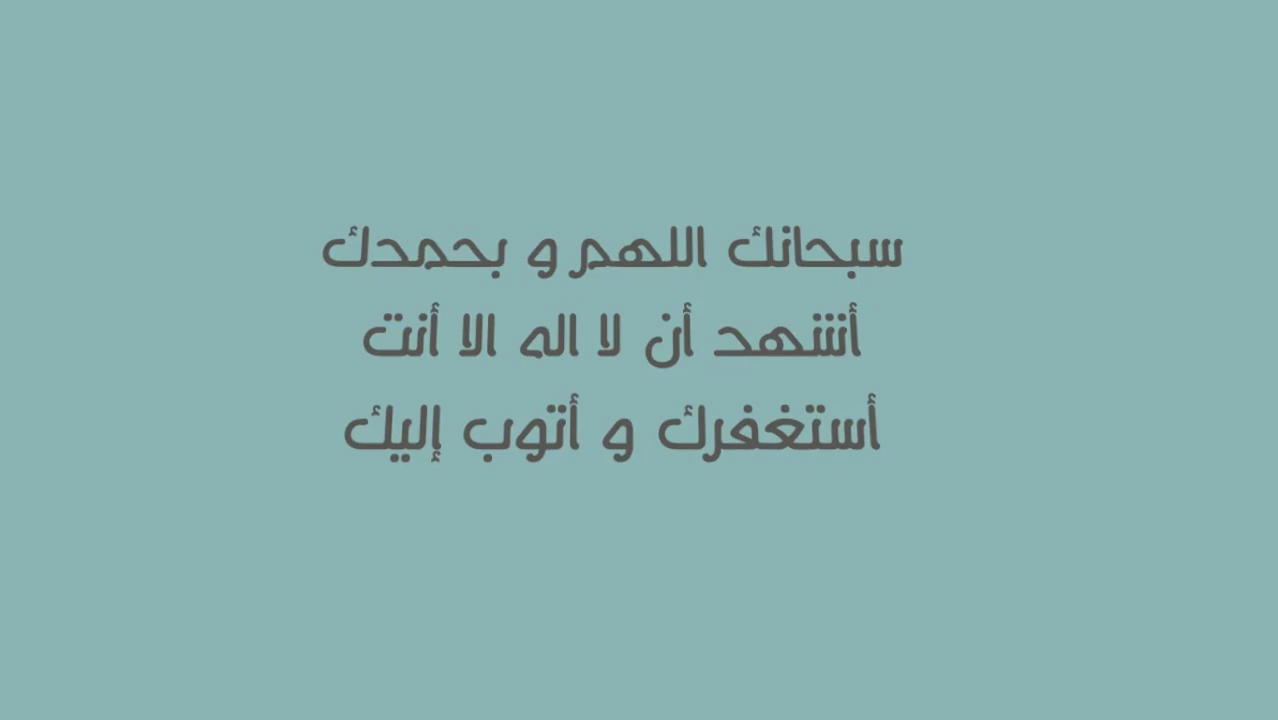 سبحانك اللهم و بحمدك
أشهد أن لا اله الا أنت
أستغفرك و أتوب إليك